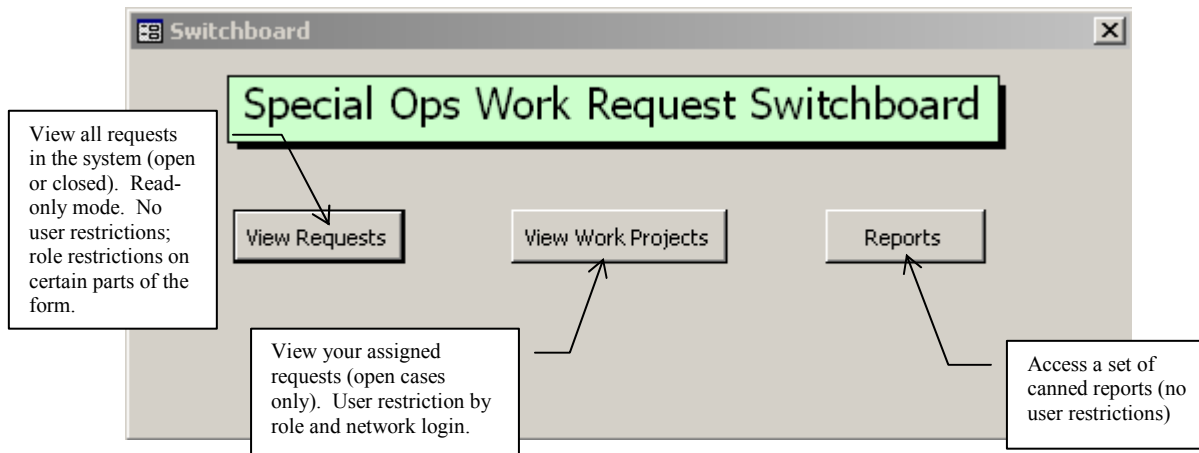 Switchboard
Special Ops Work Request Switchboard
View all requests
in the system (open
or closed).  Read-
only mode.  No
user restrictions;
role restrictions on
certain parts of the
form.
View Requests
View Work Projects
Reports
View your assigned
requests (open cases
only).  User restriction by
role and network login.
Access a set of
canned reports (no
user restrictions)